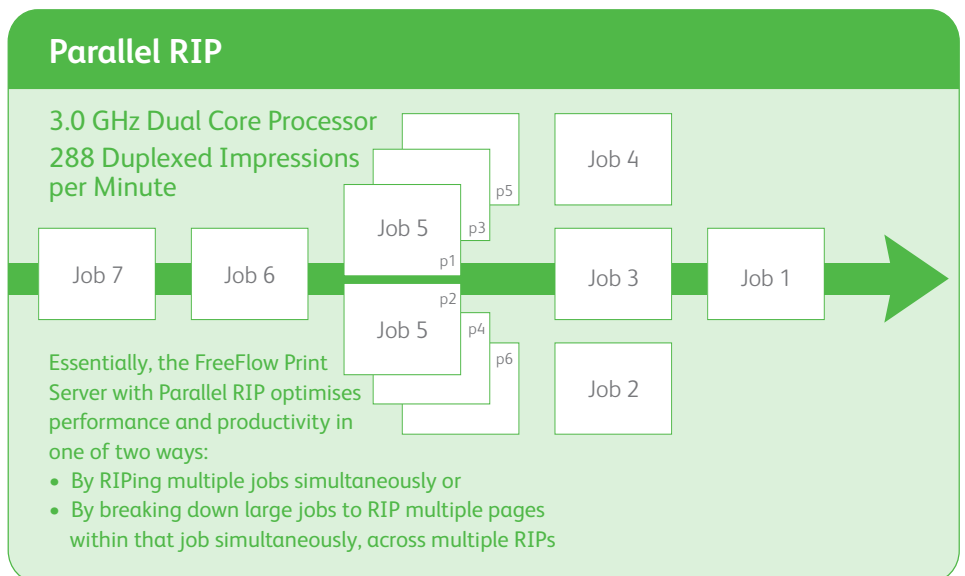 Parallel RIP
3.0 GHz Dual Core Processor
288 Duplexed Impressions
per Minute
Job 7
Job 6
Job 5
p1
p3
p5
Job 5
p2
p4
p6
Job 4
Job 3
Job 2
Job 1
Essentially, the FreeFlow Print
Server with Parallel RIP optimises
performance and productivity in
one of two ways:
• By RIPing multiple jobs simultaneously or
• By breaking down large jobs to RIP multiple pages
within that job simultaneously, across multiple RIPs